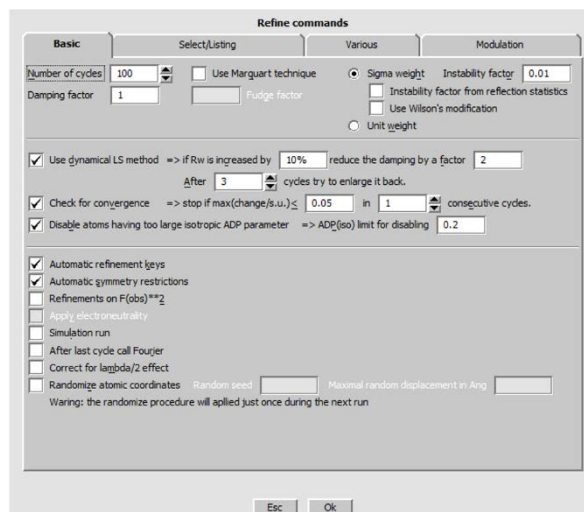 Refine commands
Basic Select/Listing Various Modulation
Number of cycles 100 Use Marquart technique Sigma weight Instability factor 0.01
Damping factor 1 Fudge factor Instability factor from reflection statistics
Use Wilson's modification
Unit weight
Use dynamical LS method => if Rw is increased by 10% reduce the damping by a factor 2
After 3 cycles try to enlarge it back.
Check for convergence => stop if max(change/s.u.)≤ 0.05 in 1 consecutive cycles.
Disable atoms having too large isotropic ADP parameter => ADP(iso) limit for disabling 0.2
Automatic refinement keys
Automatic symmetry restrictions
Refinements on F(obs)**2
Apply electroneutrality
Simulation run
After last cycle call Fourier
Correct for lambda/2 effect
Randomize atomic coordinates Random seed Maximal random displacement in Ang
Waring: the randomize procedure will apllied just once during the next run
Esc Ok